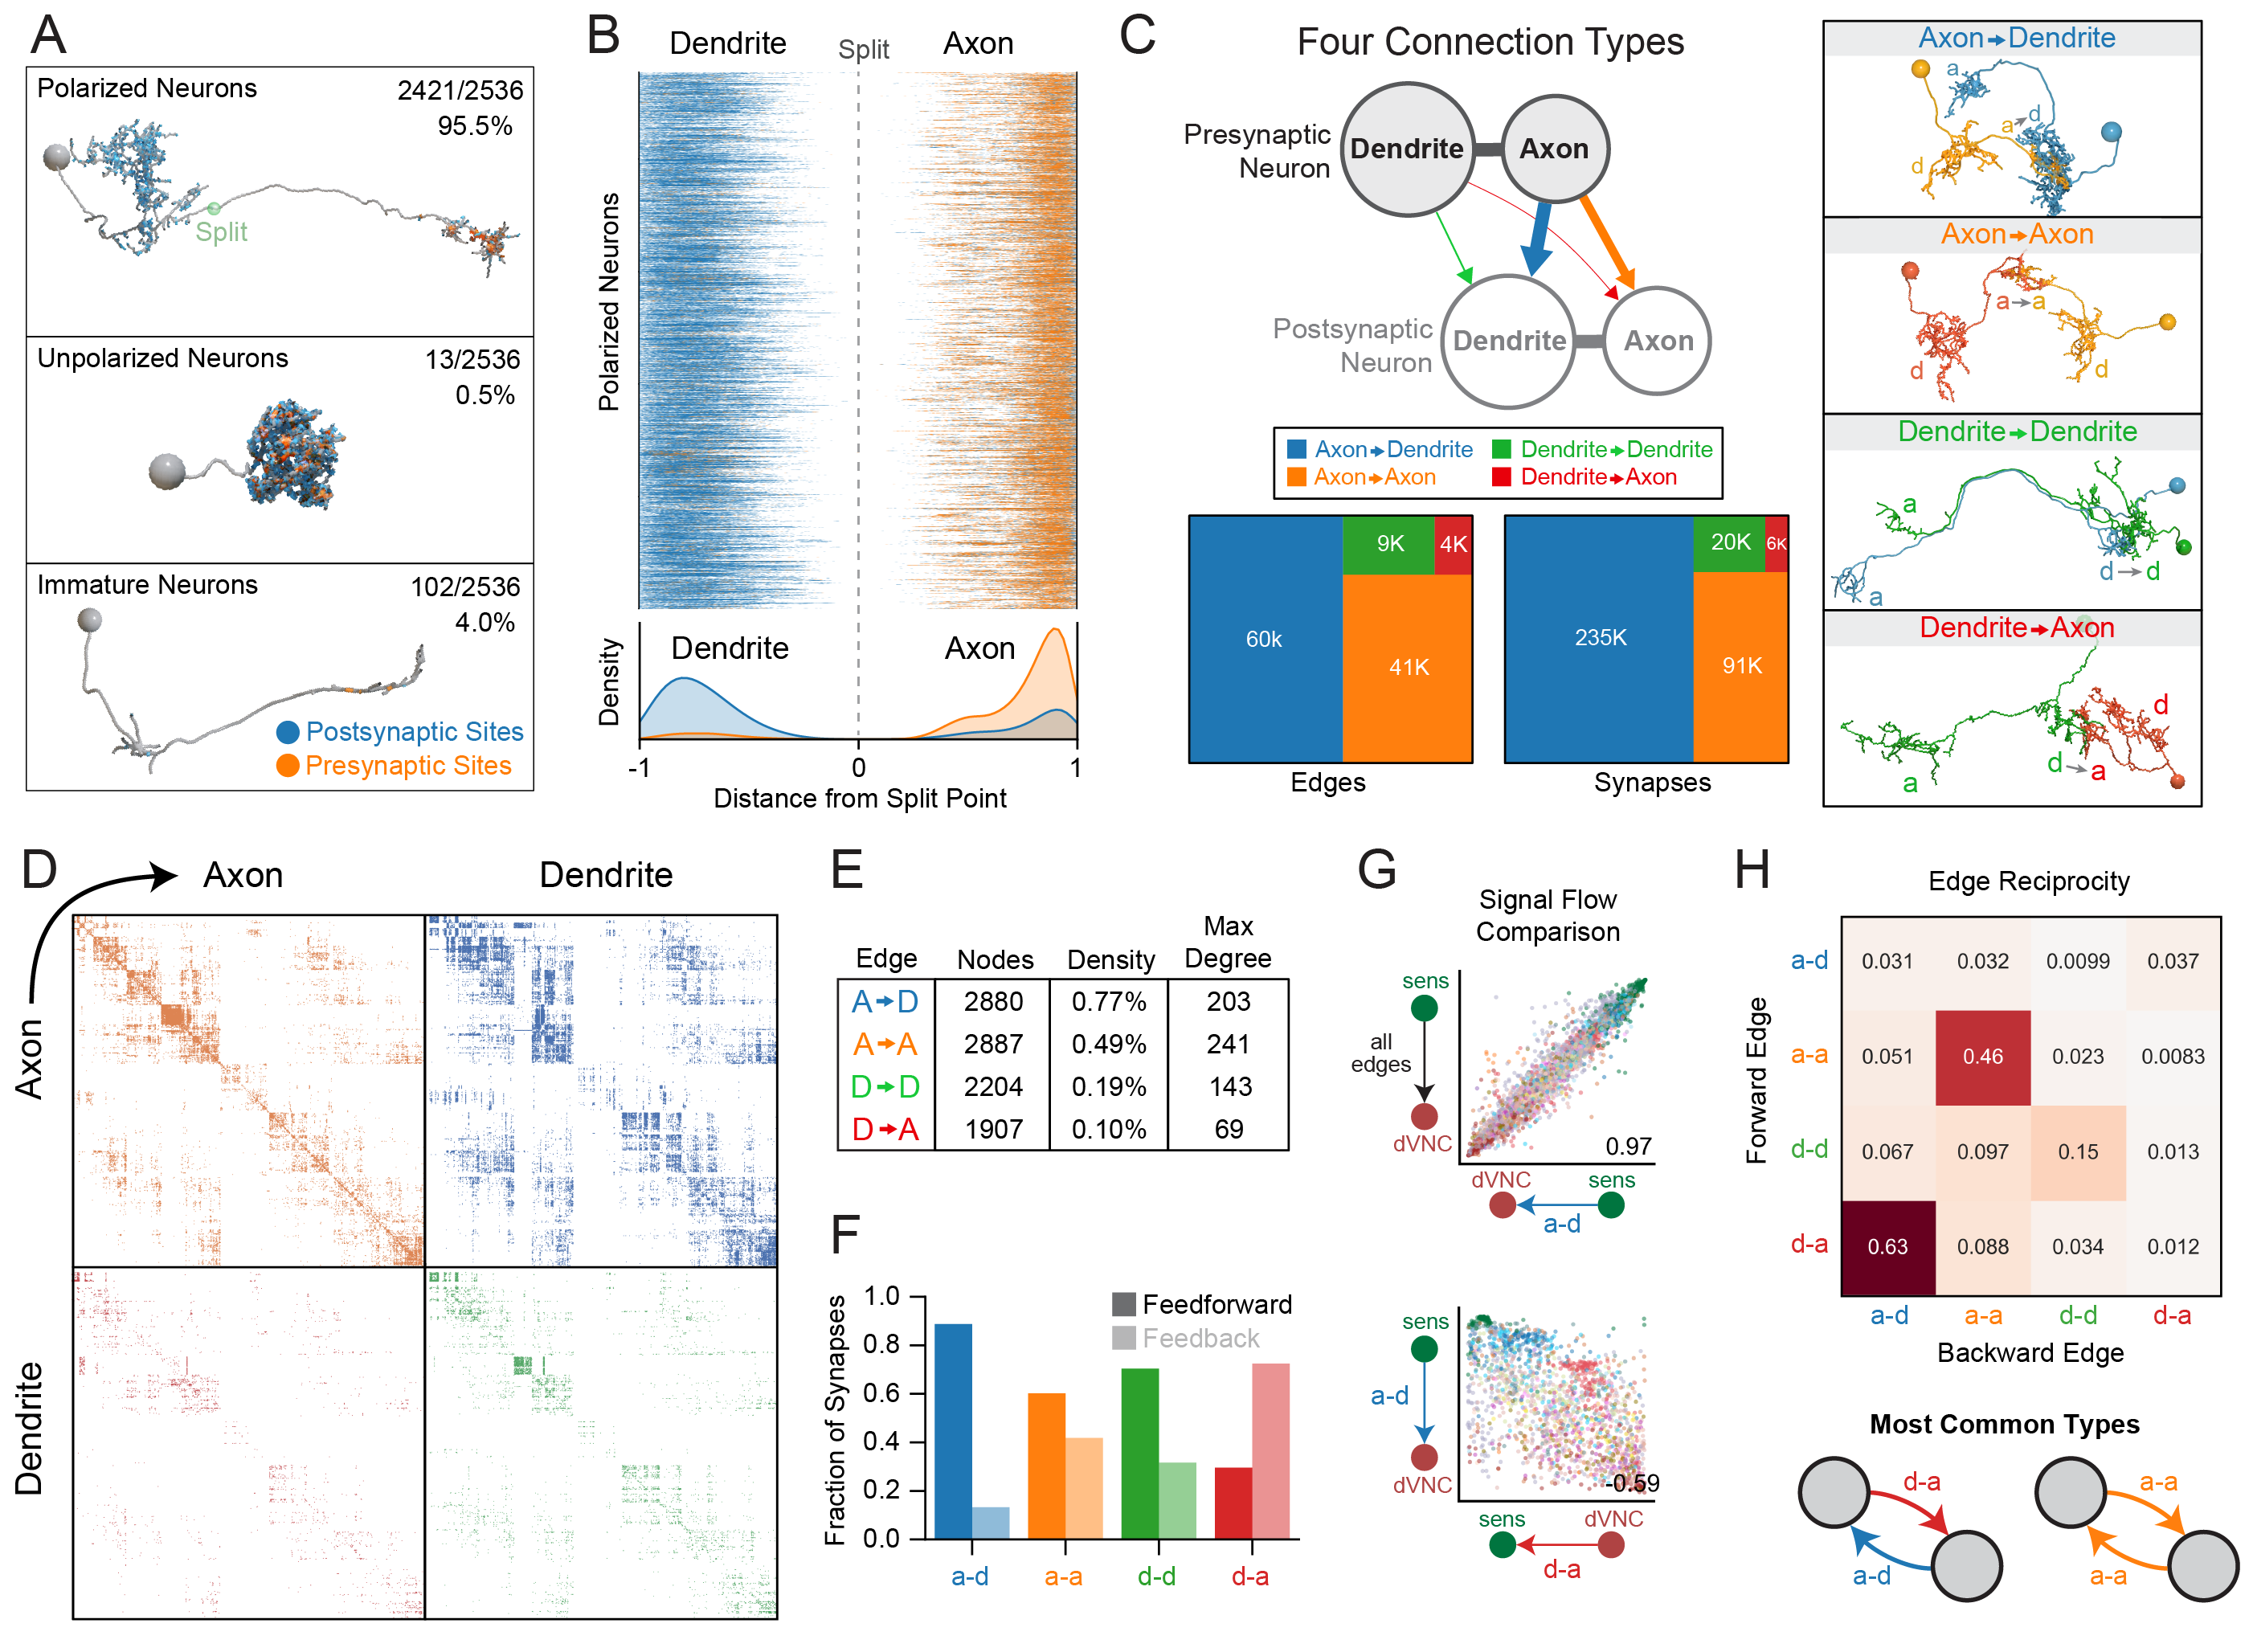 A
Polarized Neurons
2421/2536
95.5%
Split
Unpolarized Neurons
13/2536
0.5%
Immature Neurons
102/2536
4.0%
Postsynaptic Sites
Presynaptic Sites
B
Dendrite
Split
Axon
Polarized Neurons
Density
Dendrite
Axon
-1
0
1
Distance from Split Point
C
Four Connection Types
Presynaptic
Neuron
Dendrite
Axon
Postsynaptic
Neuron
Dendrite
Axon
Axon→Dendrite
Dendrite→Dendrite
Axon→Axon
Dendrite→Axon
60k
9K
4K
41K
Edges
235K
20K
6K
91K
Synapses
Axon→Dendrite
a
a→d
d
Axon→Axon
a→a
d
d
Dendrite→Dendrite
a
d→d
a
Dendrite→Axon
d
d→a
a
D
Axon
Dendrite
Axon
Dendrite
E
Edge
Nodes
Density
Max
Degree
A→D 2880 0.77% 203
A→A 2887 0.49% 241
D→D 2204 0.19% 143
D→A 1907 0.10% 69
F
Fraction of Synapses
1.0
0.8
0.6
0.4
0.2
0.0
Feedforward
Feedback
a-d
a-a
d-d
d-a
G
Signal Flow
Comparison
sens
all
edges
dVNC
0.97
dVNC
sens
a-d
sens
a-d
dVNC
-0.59
sens
dVNC
d-a
H
Edge Reciprocity
Forward Edge
a-d 0.031 0.032 0.0099 0.037
a-a 0.051 0.46 0.023 0.0083
d-d 0.067 0.097 0.15 0.013
d-a 0.63 0.088 0.034 0.012
a-d a-a d-d d-a
Backward Edge
Most Common Types
d-a
a-d
a-a
a-a